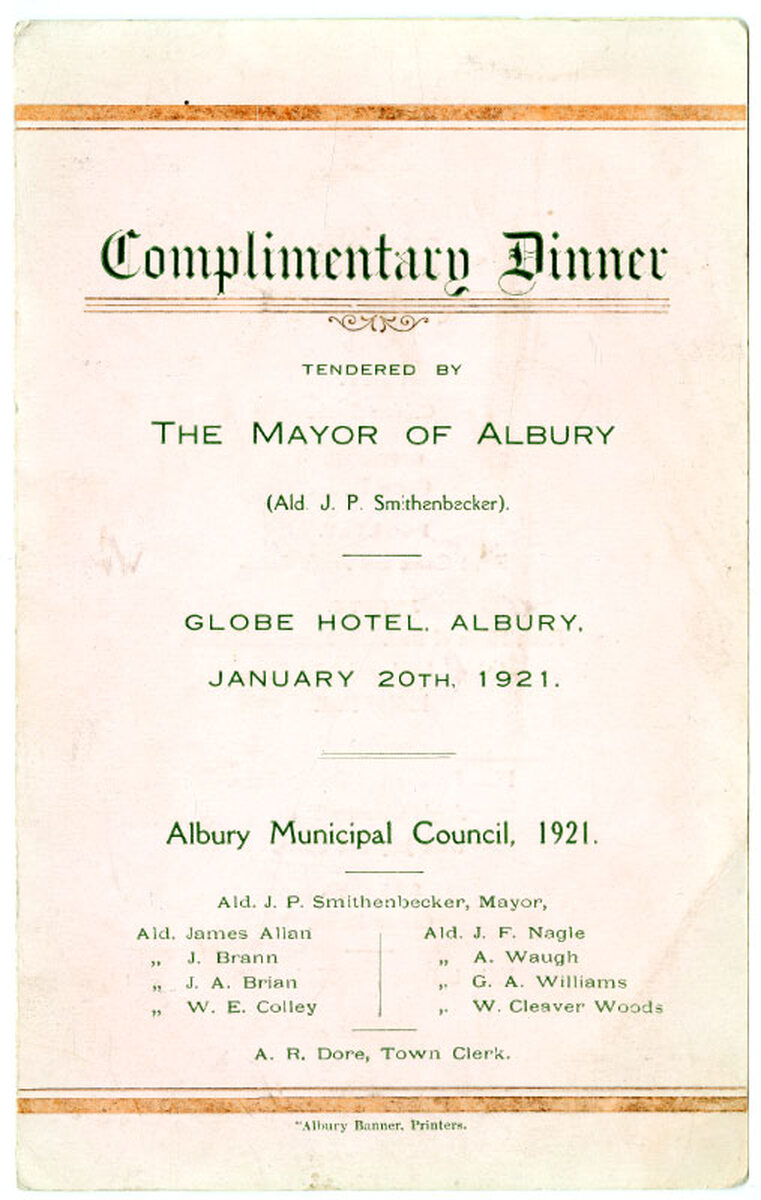 Complimentary Dinner
TENDERED BY
THE MAYOR OF ALBURY
(Ald. J. P. Smithenbecker).
GLOBE HOTEL, ALBURY,
JANUARY 20TH, 1921.
Albury Municipal Council, 1921.
Ald. J. P. Smithenbecker, Mayor,
Ald. James Allan
„ J. Brann
„ J. A. Brian
„ W. E. Colley
Ald. J. F. Nagle
„ A. Waugh
„ G. A. Williams
„ W. Cleaver Woods
A. R. Dore, Town Clerk.
"Albury Banner, Printers.